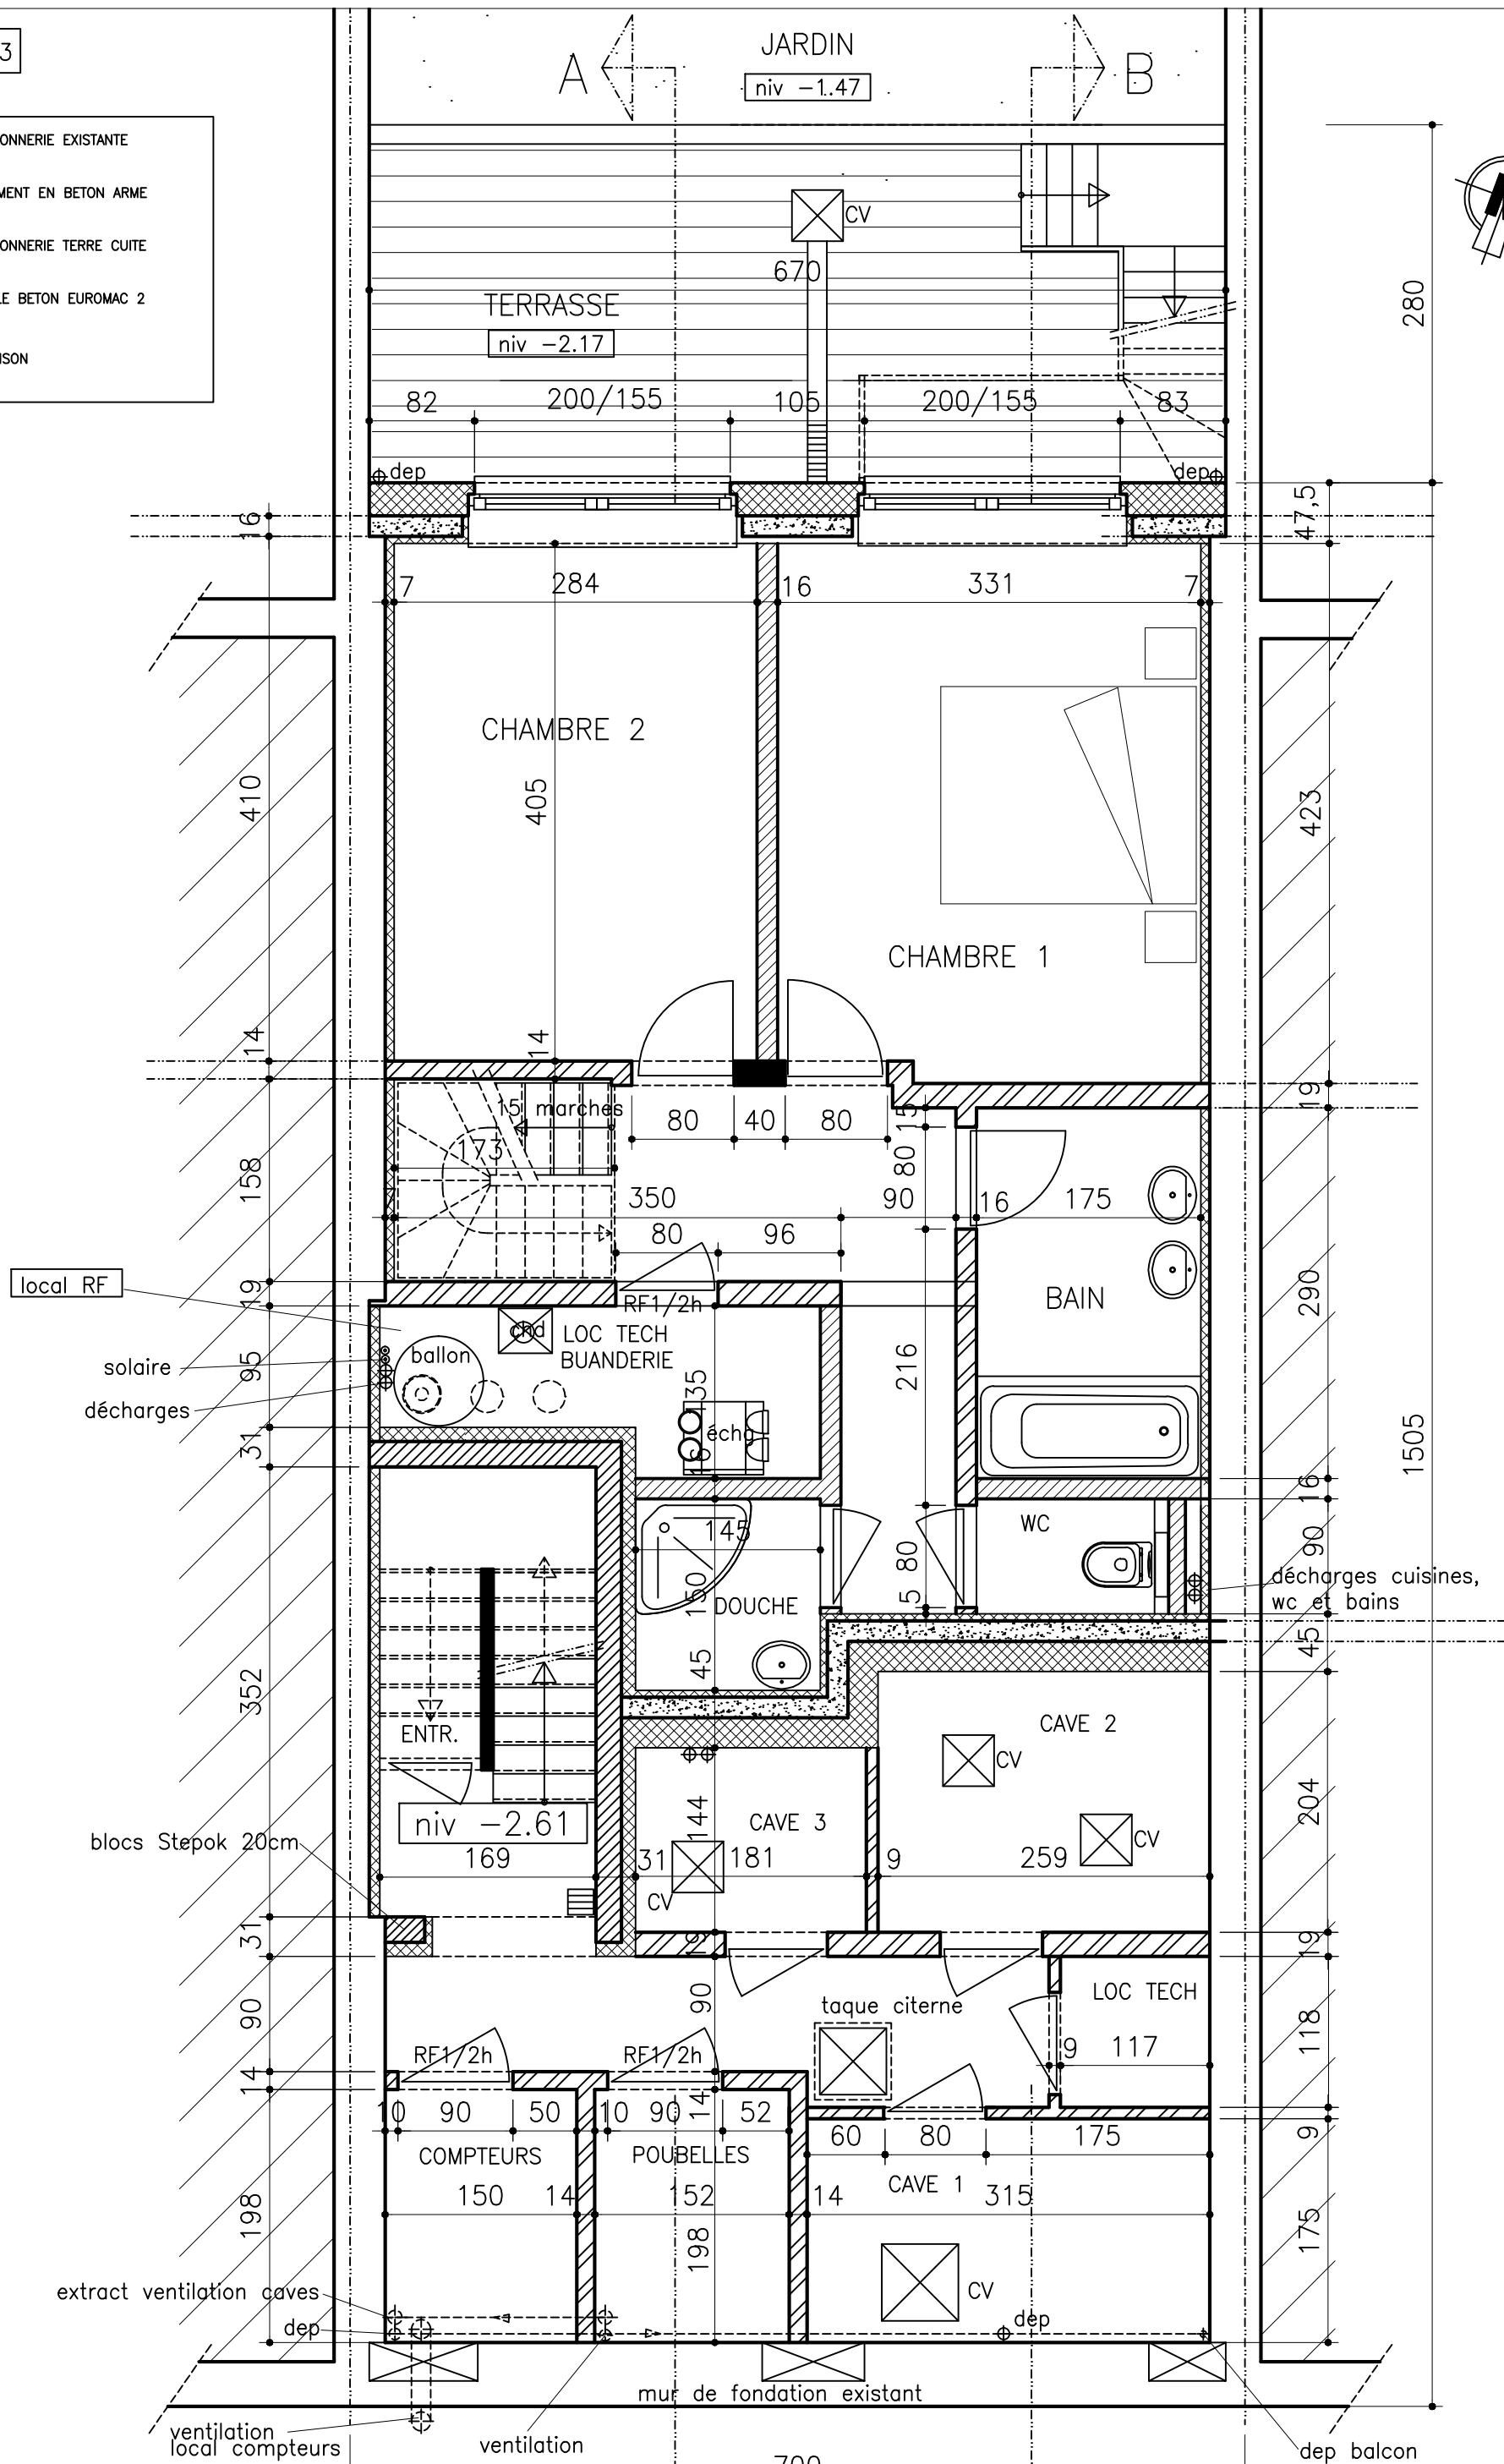 3
JARDIN
A
B
niv -1.47
ONNERIE EXISTANTE
MENT EN BETON ARME
ONNERIE TERRE CUITE
LE BETON EUROMAC 2
ISON
CV
670
TERRASSE
niv -2.17
280
82
200/155
105
200/155
83
dep
dep
16
47,5
7
284
16
331
7
CHAMBRE 2
410
405
423
CHAMBRE 1
14
14
15 marches
80
40
80
15
19
173
80
158
7
350
90
16
175
80
96
local RF
19
RF1/2h
BAIN
290
cnd
LOC TECH
BUANDERIE
solaire
95
ballon
135
216
décharges
31
échg
16
1505
16
WC
145
80
90
150
DOUCHE
5
décharges cuisines,
wc et bains
45
45
352
ENTR.
CAVE 2
CV
niv -2.61
144
CAVE 3
204
CV
blocs Stepok 20cm
169
31
181
9
259
CV
31
19
19
90
90
LOC TECH
taque citerne
118
RF1/2h
RF1/2h
9
117
14
14
10
90
50
10
90
52
60
80
175
9
COMPTEURS
POUBELLES
CAVE 1
150
14
152
14
315
198
198
175
CV
extract ventilation caves
dep
dep
mur de fondation existant
ventilation
local compteurs
ventilation
dep balcon
700